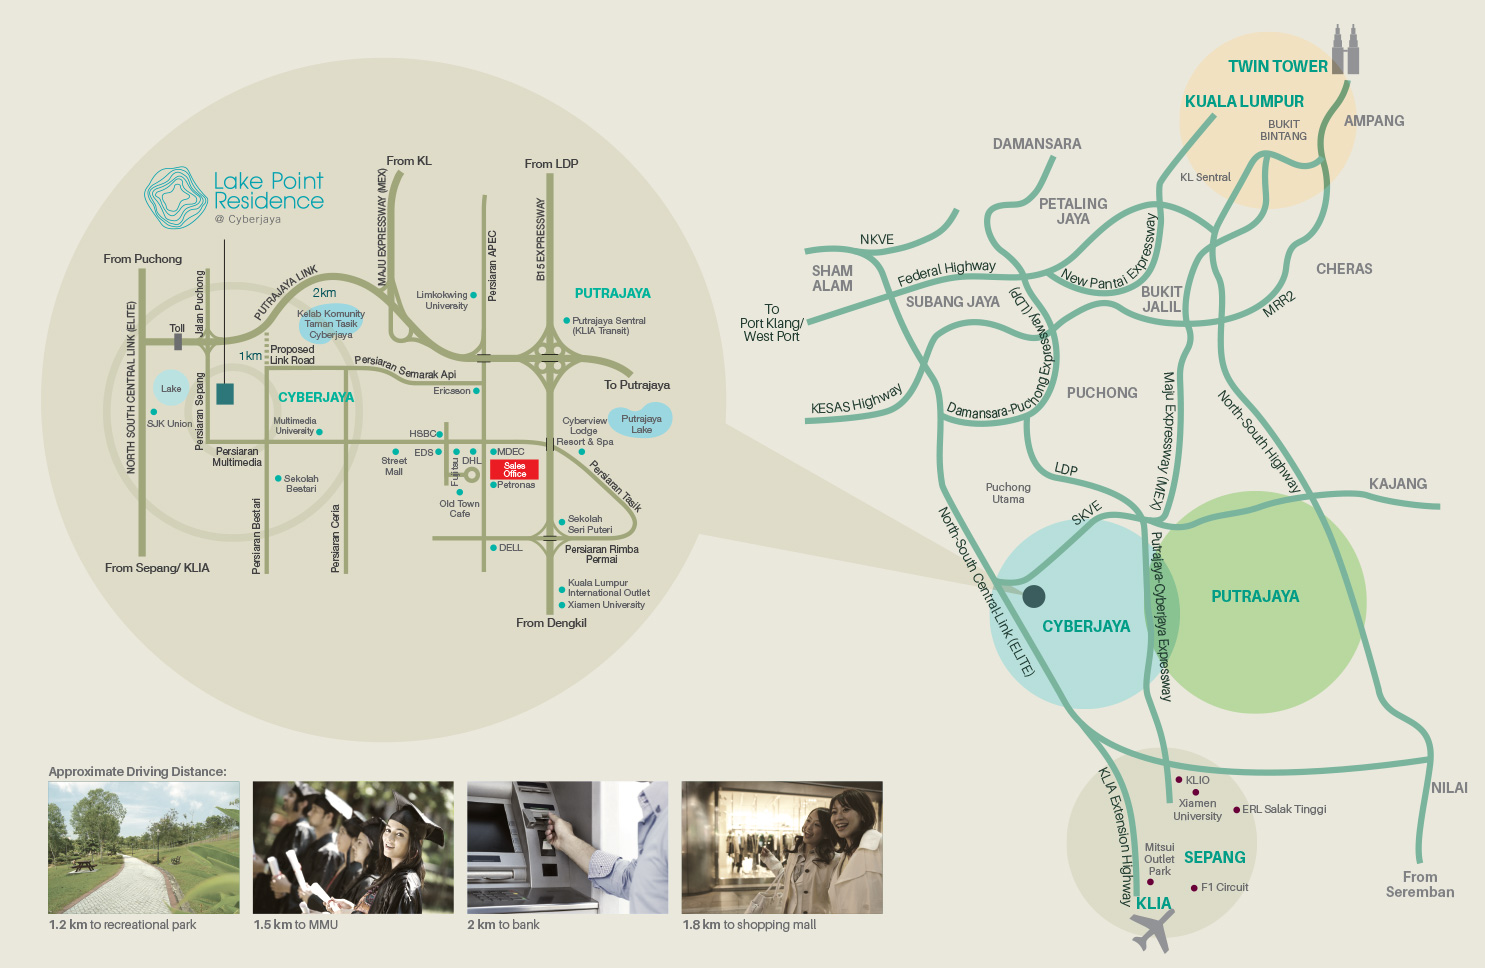 Lake Point
Residence
@ Cyberjaya
From Puchong
From KL
From LDP
NORTH SOUTH CENTRAL LINK (ELITE)
Toll
Jalan Puchong
PUTRAJAYA LINK
2km
Kelab Komunity
Taman Tasik
Cyberjaya
MAJU EXPRESSWAY (MEX)
Limkokwing
University
Persiaran APEC
B15 EXPRESSWAY
PUTRAJAYA
Putrajaya Sentral
(KLIA Transit)
1km
Proposed
Link Road
Persiaran Semarak Api
Ericsson
To Putrajaya
Lake
SJK Union
Persiaran Sepang
CYBERJAYA
Multimedia
University
Persiaran
Multimedia
HSBC
EDS
Street
Mall
Fujitsu
DHL
MDEC
Sales
Office
Petronas
Old Town
Cafe
Cyberview
Lodge
Resort & Spa
Putrajaya
Lake
Persiaran Tasik
Sekolah
Bestari
Persiaran Bestari
Persiaran Ceria
Sekolah
Seri Puteri
DELL
Persiaran Rimba
Permai
From Sepang/ KLIA
Kuala Lumpur
International Outlet
Xiamen University
From Dengkil
TWIN TOWER
KUALA LUMPUR
BUKIT
BINTANG
AMPANG
DAMANSARA
KL Sentral
PETALING
JAYA
NKVE
SHAM
ALAM
Federal Highway
New Pantai Expressway
CHERAS
SUBANG JAYA
BUKIT
JALIL
MRR2
To
Port Klang/
West Port
Damansara-Puchong Expressway (LDP)
KESAS Highway
PUCHONG
Maju Expressway (MEX)
North-South Highway
LDP
Puchong
Utama
KAJANG
SKVE
North-South Central-Link (ELITE)
Putrajaya-Cyberjaya Expressway
PUTRAJAYA
CYBERJAYA
KLIA Extension Highway
KLIO
Xiamen
University
ERL Salak Tinggi
NILAI
Mitsui
Outlet
Park
SEPANG
F1 Circuit
KLIA
From
Seremban
Approximate Driving Distance:
1.2 km to recreational park
1.5 km to MMU
2 km to bank
1.8 km to shopping mall